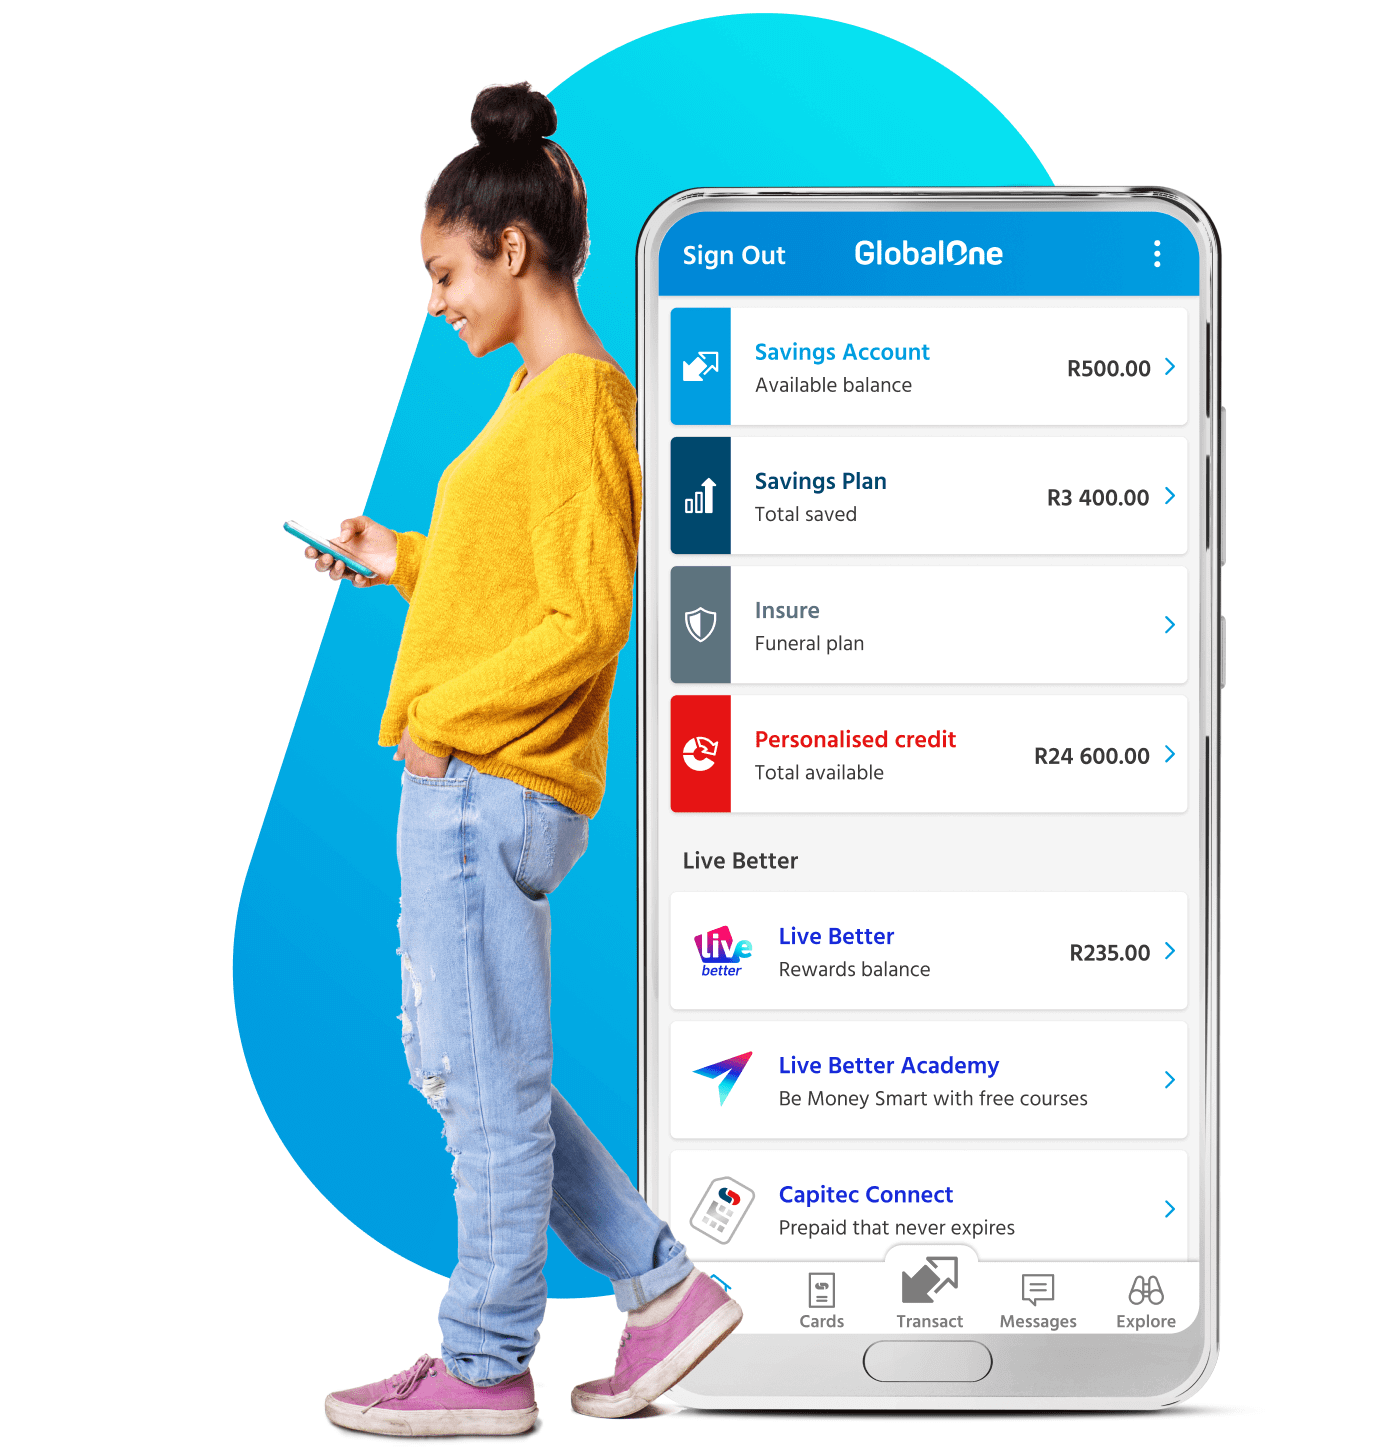 Sign Out
GlobalOne
Savings Account
Available balance
R500.00
Savings Plan
Total saved
R3 400.00
Insure
Funeral plan
Personalised credit
Total available
R24 600.00
Live Better
Live
better
Live Better
Rewards balance
R235.00
Live Better Academy
Be Money Smart with free courses
Capitec Connect
Prepaid that never expires
Cards
Transact
Messages
Explore